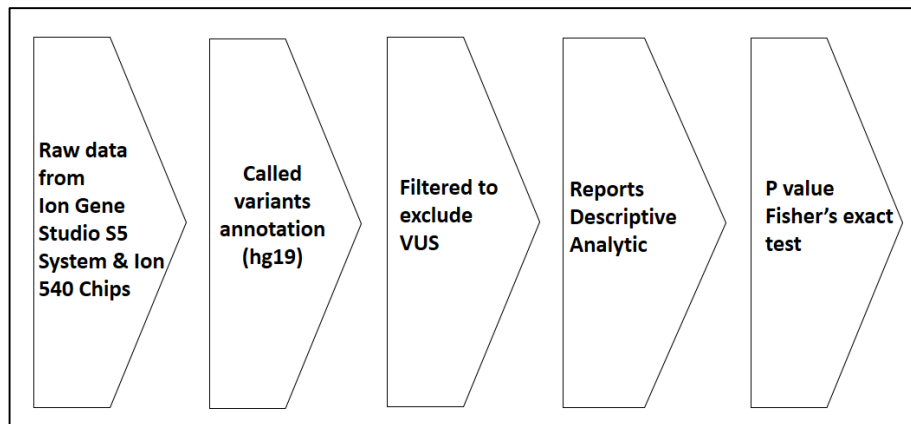 Raw data
from
Ion Gene
Studio S5
System & Ion
540 Chips
Called
variants
annotation
(hg19)
Filtered to
exclude
VUS
Reports
Descriptive
Analytic
P value
Fisher’s exact
test